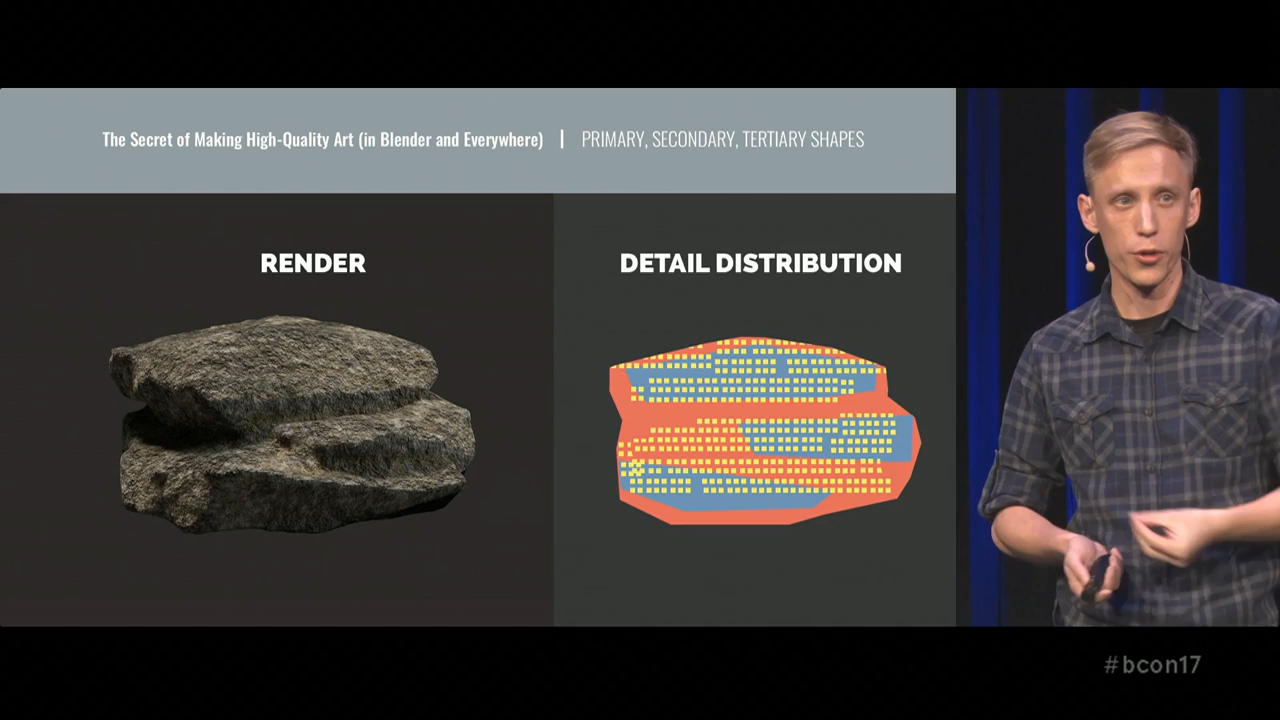 The Secret of Making High-Quality Art (in Blender and Everywhere) | PRIMARY, SECONDARY, TERTIARY SHAPES
RENDER
DETAIL DISTRIBUTION
#bcon17